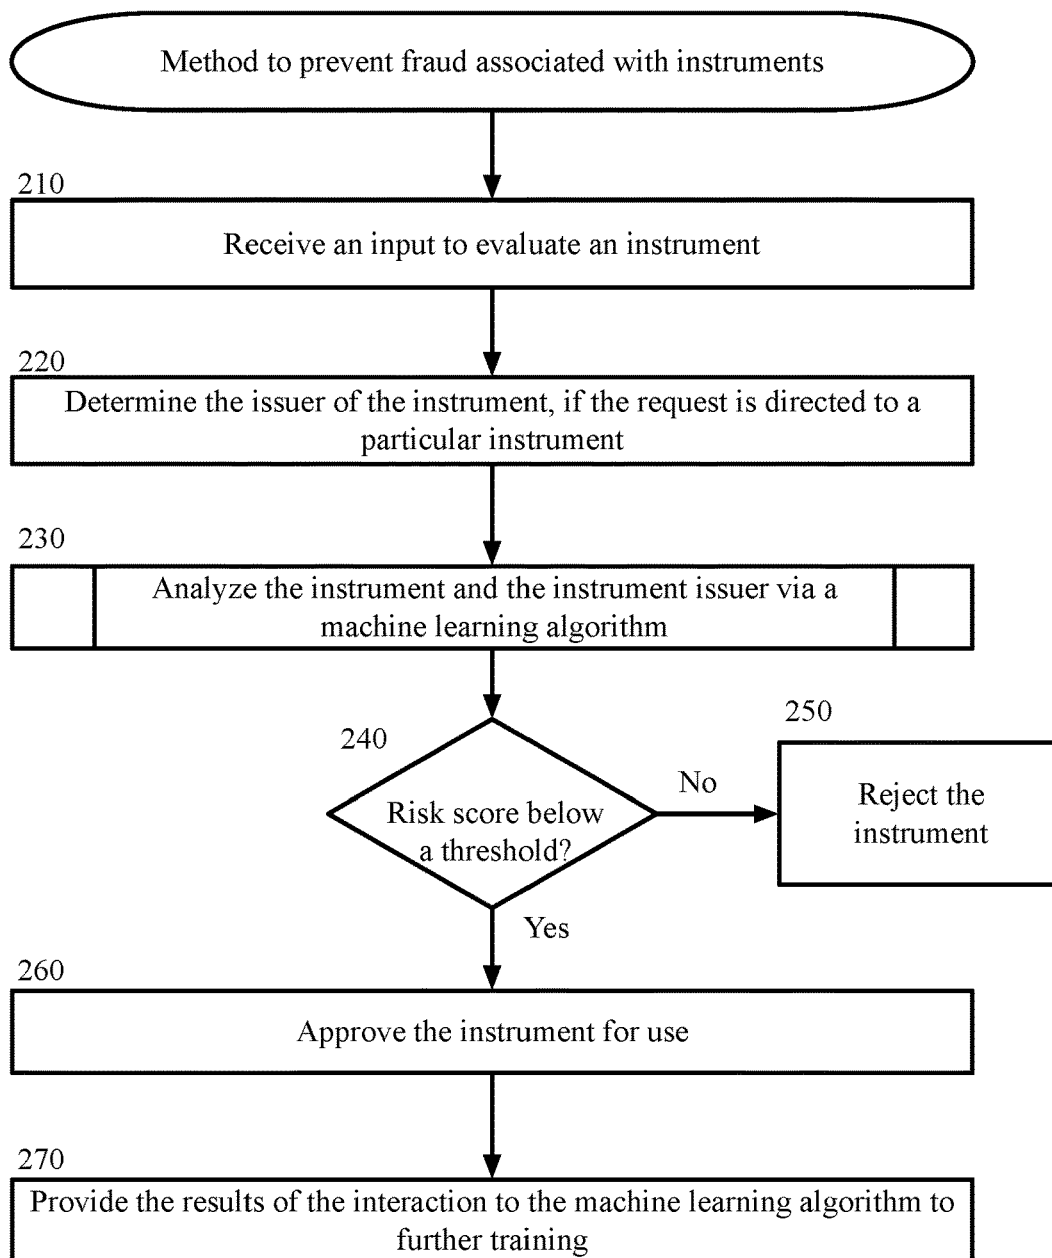 Method to prevent fraud associated with instruments
210
Receive an input to evaluate an instrument
220
Determine the issuer of the instrument, if the request is directed to a
particular instrument
230
Analyze the instrument and the instrument issuer via a
machine learning algorithm
240
Risk score below
a threshold?
No
250
Reject the
instrument
Yes
260
Approve the instrument for use
270
Provide the results of the interaction to the machine learning algorithm to
further training